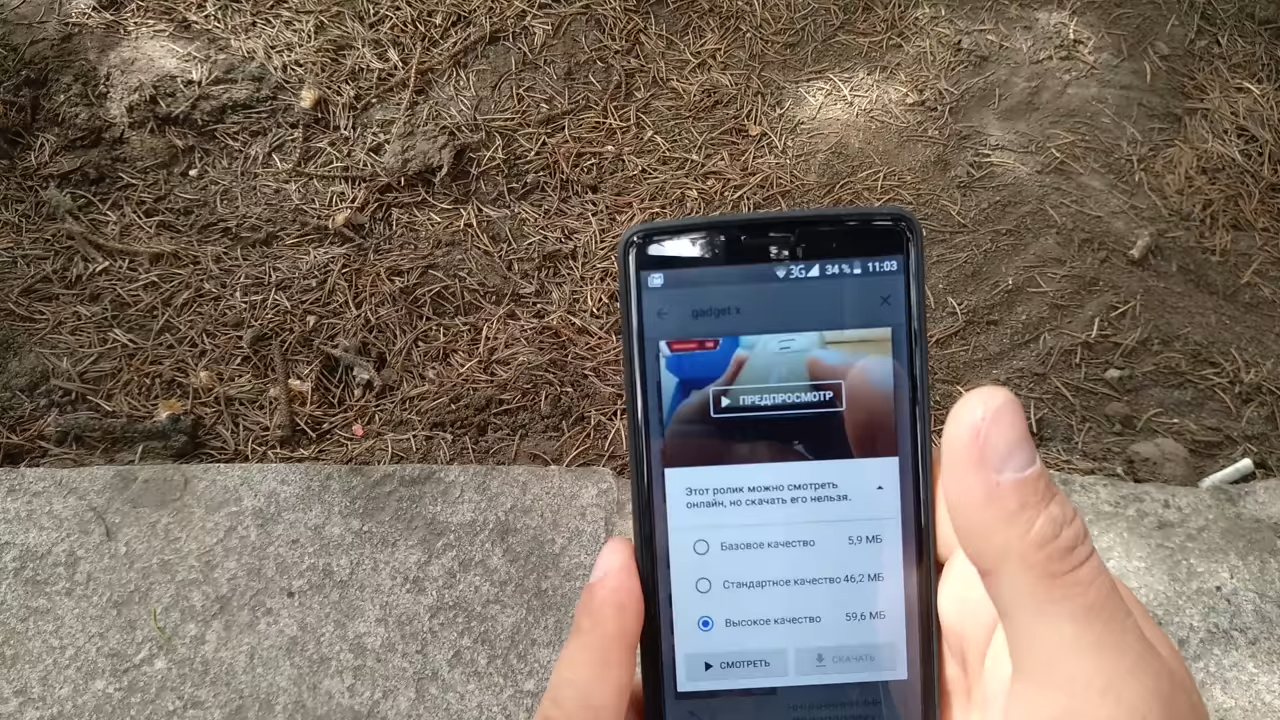 3G 34 % 11:03
gadget x
ПРЕДПРОСМОТР
Этот ролик можно смотреть
онлайн, но скачать его нельзя.
Базовое качество 5,9 МБ
Стандартное качество 46,2 МБ
Высокое качество 59,6 МБ
СМОТРЕТЬ СКАЧАТЬ